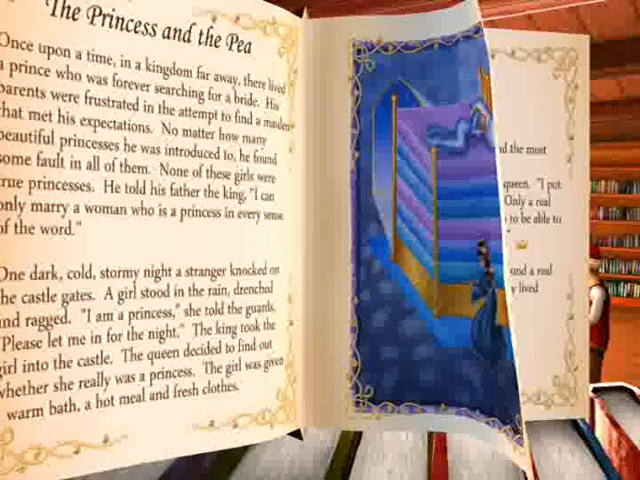 The Princess and the Pea
Once upon a time, in a kingdom far away, there lived
a prince who was forever searching for a bride. His
parents were frustrated in the attempt to find a maiden
that met his expectations. No matter how many
beautiful princesses he was introduced to, he found
some fault in all of them. None of these girls were
true princesses. He told his father the king, "I can
only marry a woman who is a princess in every sense
of the word."
One dark, cold, stormy night a stranger knocked on
the castle gates. A girl stood in the rain, drenched
and ragged. "I am a princess," she told the guards.
"Please let me in for the night." The king took the
girl into the castle. The queen decided to find out
whether she really was a princess. The girl was given
warm bath, a hot meal and fresh clothes.
the most
queen. "I put
Only a real
to be able to
and a real
lived